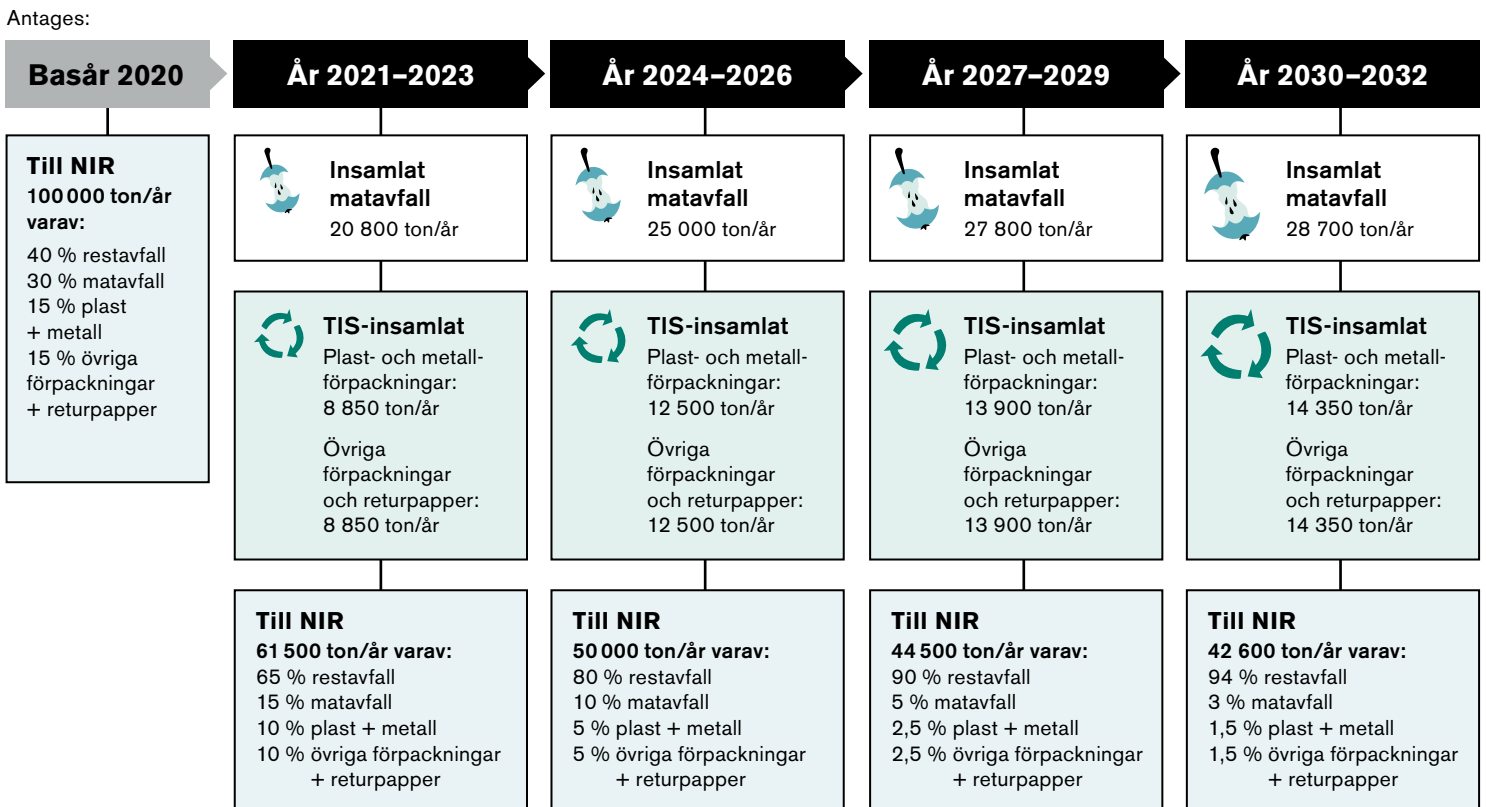 Antages:
Basår 2020
Till NIR
100 000 ton/år
varav:
40 % restavfall
30 % matavfall
15 % plast
+ metall
15 % övriga
förpackningar
+ returpapper
År 2021–2023
Insamlat
matavfall
20 800 ton/år
TIS-insamlat
Plast- och metall-
förpackningar:
8 850 ton/år
Övriga
förpackningar
och returpapper:
8 850 ton/år
Till NIR
61 500 ton/år varav:
65 % restavfall
15 % matavfall
10 % plast + metall
10 % övriga förpackningar
+ returpapper
År 2024–2026
Insamlat
matavfall
25 000 ton/år
TIS-insamlat
Plast- och metall-
förpackningar:
12 500 ton/år
Övriga
förpackningar
och returpapper:
12 500 ton/år
Till NIR
50 000 ton/år varav:
80 % restavfall
10 % matavfall
5 % plast + metall
5 % övriga förpackningar
+ returpapper
År 2027–2029
Insamlat
matavfall
27 800 ton/år
TIS-insamlat
Plast- och metall-
förpackningar:
13 900 ton/år
Övriga
förpackningar
och returpapper:
13 900 ton/år
Till NIR
44 500 ton/år varav:
90 % restavfall
5 % matavfall
2,5 % plast + metall
2,5 % övriga förpackningar
+ returpapper
År 2030–2032
Insamlat
matavfall
28 700 ton/år
TIS-insamlat
Plast- och metall-
förpackningar:
14 350 ton/år
Övriga
förpackningar
och returpapper:
14 350 ton/år
Till NIR
42 600 ton/år varav:
94 % restavfall
3 % matavfall
1,5 % plast + metall
1,5 % övriga förpackningar
+ returpapper